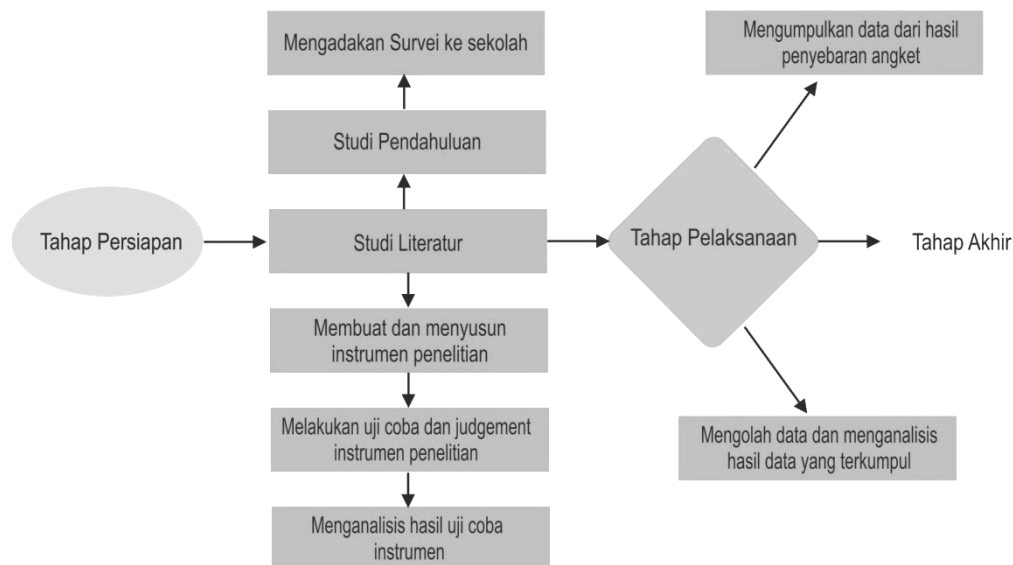 Tahap Persiapan
Mengadakan Survei ke sekolah
Studi Pendahuluan
Studi Literatur
Membuat dan menyusun
instrumen penelitian
Melakukan uji coba dan judgement
instrumen penelitian
Menganalisis hasil uji coba
instrumen
Tahap Pelaksanaan
Mengumpulkan data dari hasil
penyebaran angket
Mengolah data dan menganalisis
hasil data yang terkumpul
Tahap Akhir